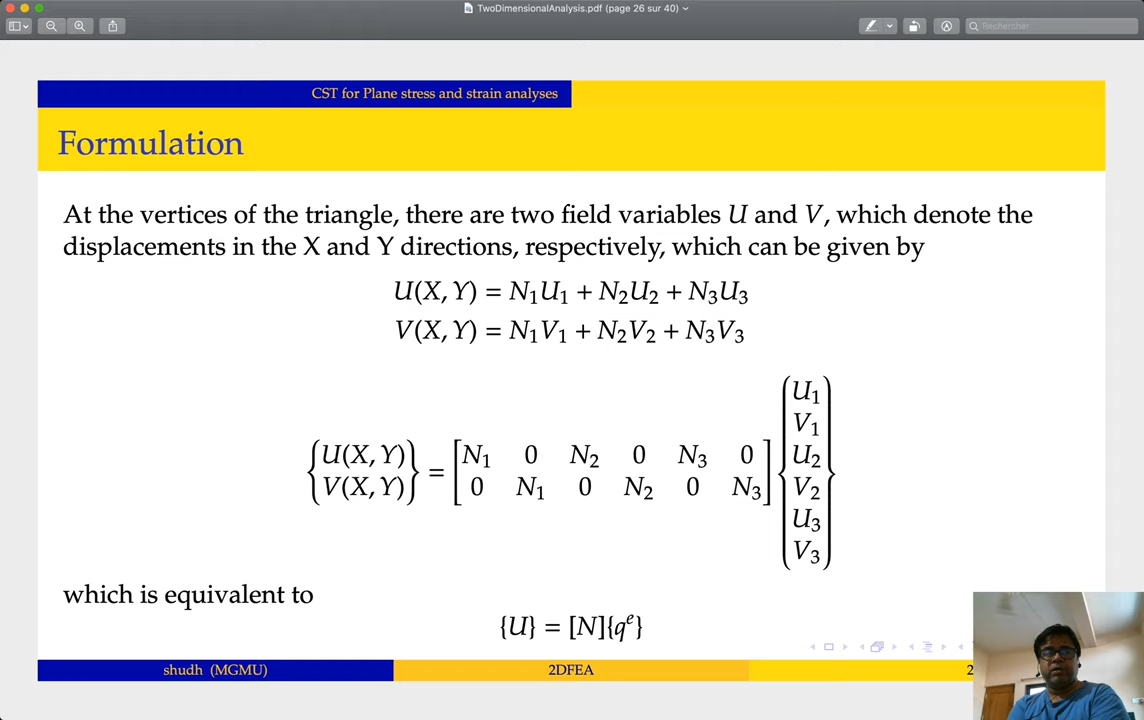 TwoDimensionalAnalysis.pdf (page 26 sur 40)
Rechercher
CST for Plane stress and strain analyses
Formulation
At the vertices of the triangle, there are two field variables U and V, which denote the
displacements in the X and Y directions, respectively, which can be given by
U(X, Y) = N₁U₁ + N₂U₂ + N₃U₃
V(X, Y) = N₁V₁ + N₂V₂ + N₃V₃
{U(X, Y) V(X, Y)} = [N₁ 0 N₂ 0 N₃ 0; 0 N₁ 0 N₂ 0 N₃] {U₁ V₁ U₂ V₂ U₃ V₃}
which is equivalent to
{U} = [N]{qᵉ}
shudh (MGMU) 2DFEA 2